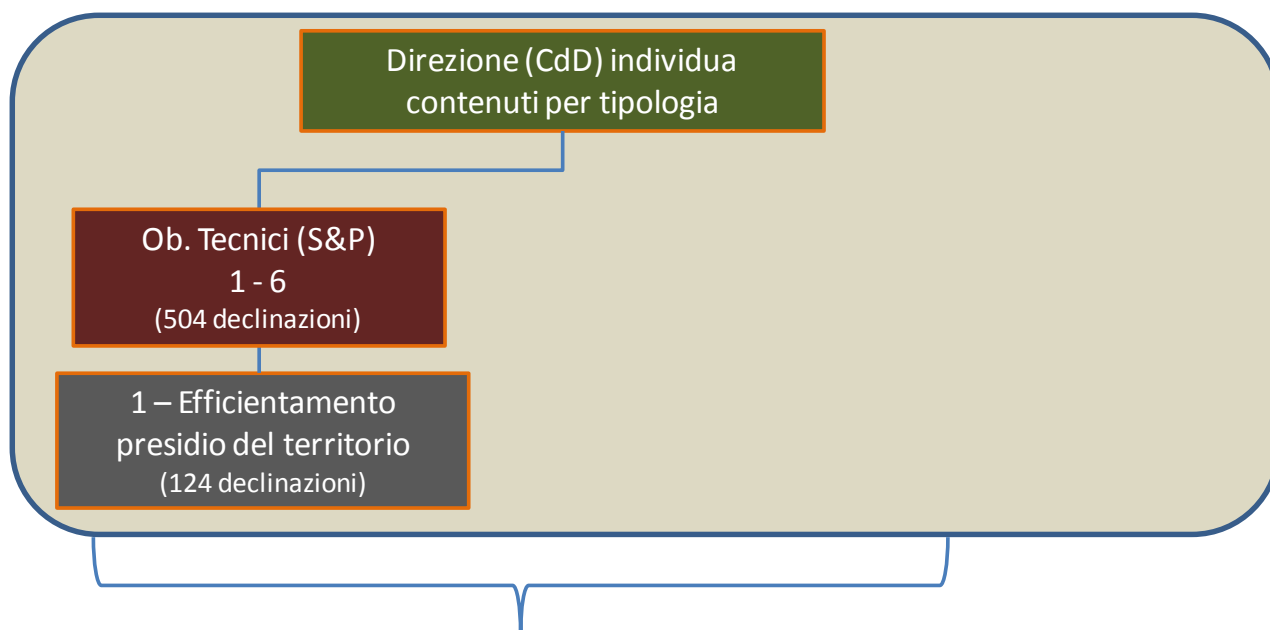 Direzione (CdD) individua
contenuti per tipologia
Ob. Tecnici (S&P)
1 - 6
(504 declinazioni)
1 – Efficientamento
presidio del territorio
(124 declinazioni)